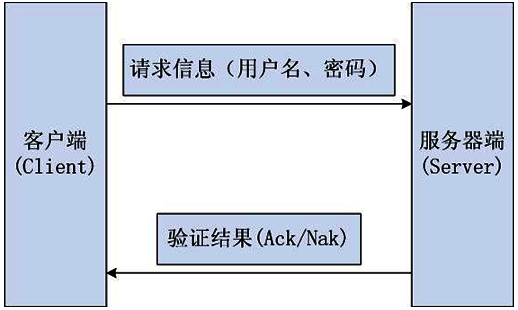 请求信息（用户名、密码）
客户端
(Client)
服务器端
(Server)
验证结果(Ack/Nak)